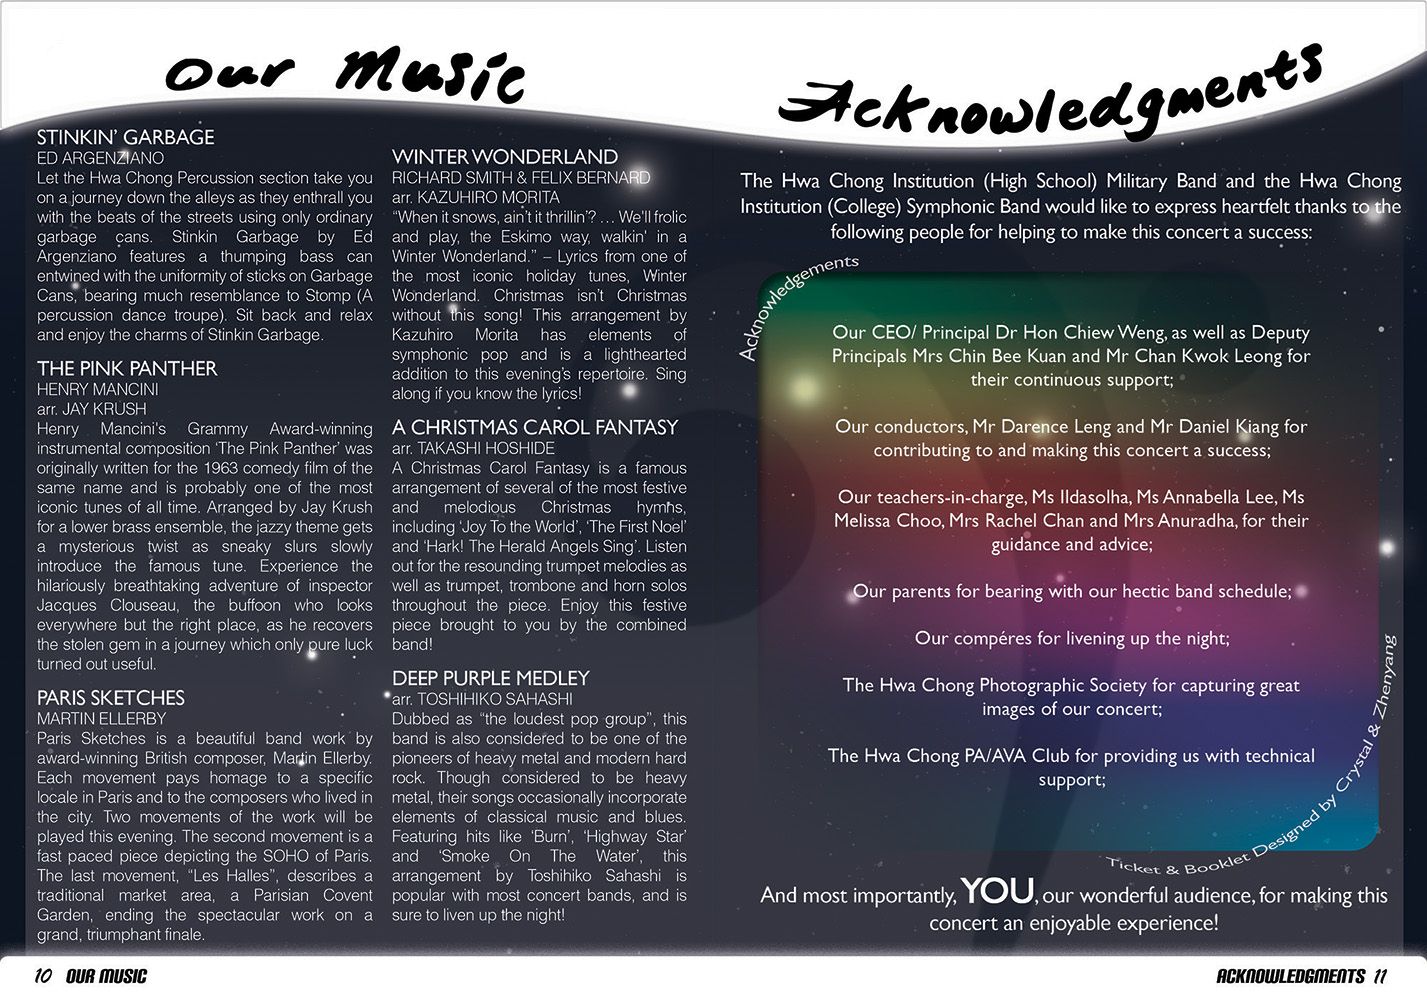 Our Music
STINKIN' GARBAGE
ED ARGENZIANO
Let the Hwa Chong Percussion section take you
on a journey down the alleys as they enthrall you
with the beats of the streets using only ordinary
garbage cans. Stinkin Garbage by Ed
Argenziano features a thumping bass can
entwined with the uniformity of sticks on Garbage
Cans, bearing much resemblance to Stomp (A
percussion dance troupe). Sit back and relax
and enjoy the charms of Stinkin Garbage.
THE PINK PANTHER
HENRY MANCINI
arr. JAY KRUSH
Henry Mancini's Grammy Award-winning
instrumental composition ‘The Pink Panther’ was
originally written for the 1963 comedy film of the
same name and is probably one of the most
iconic tunes of all time. Arranged by Jay Krush
for a lower brass ensemble, the jazzy theme gets
a mysterious twist as sneaky slurs slowly
introduce the famous tune. Experience the
hilariously breathtaking adventure of inspector
Jacques Clouseau, the buffoon who looks
everywhere but the right place, as he recovers
the stolen gem in a journey which only pure luck
turned out useful.
PARIS SKETCHES
MARTIN ELLERBY
Paris Sketches is a beautiful band work by
award-winning British composer, Martin Ellerby.
Each movement pays homage to a specific
locale in Paris and to the composers who lived in
the city. Two movements of the work will be
played this evening. The second movement is a
fast paced piece depicting the SOHO of Paris.
The last movement, “Les Halles”, describes a
traditional market area, a Parisian Covent
Garden, ending the spectacular work on a
grand, triumphant finale.
WINTER WONDERLAND
RICHARD SMITH & FELIX BERNARD
arr. KAZUHIRO MORITA
“When it snows, ain’t it thrillin’? … We'll frolic
and play, the Eskimo way, walkin' in a
Winter Wonderland.” – Lyrics from one of
the most iconic holiday tunes, Winter
Wonderland. Christmas isn’t Christmas
without this song! This arrangement by
Kazuhiro Morita has elements of
symphonic pop and is a lighthearted
addition to this evening’s repertoire. Sing
along if you know the lyrics!
A CHRISTMAS CAROL FANTASY
arr. TAKASHI HOSHIDE
A Christmas Carol Fantasy is a famous
arrangement of several of the most festive
and melodious Christmas hymns,
including ‘Joy To the World’, ‘The First Noel’
and ‘Hark! The Herald Angels Sing’. Listen
out for the resounding trumpet melodies as
well as trumpet, trombone and horn solos
throughout the piece. Enjoy this festive
piece brought to you by the combined
band!
DEEP PURPLE MEDLEY
arr. TOSHIHIKO SAHASHI
Dubbed as “the loudest pop group”, this
band is also considered to be one of the
pioneers of heavy metal and modern hard
rock. Though considered to be heavy
metal, their songs occasionally incorporate
elements of classical music and blues.
Featuring hits like ‘Burn’, ‘Highway Star’
and ‘Smoke On The Water’, this
arrangement by Toshihiko Sahashi is
popular with most concert bands, and is
sure to liven up the night!
10 OUR MUSIC
Acknowledgments
The Hwa Chong Institution (High School) Military Band and the Hwa Chong
Institution (College) Symphonic Band would like to express heartfelt thanks to the
following people for helping to make this concert a success:
Acknowledgements
Our CEO/ Principal Dr Hon Chiew Weng, as well as Deputy
Principals Mrs Chin Bee Kuan and Mr Chan Kwok Leong for
their continuous support;
Our conductors, Mr Darence Leng and Mr Daniel Kiang for
contributing to and making this concert a success;
Our teachers-in-charge, Ms Ildasolha, Ms Annabella Lee, Ms
Melissa Choo, Mrs Rachel Chan and Mrs Anuradha, for their
guidance and advice;
Our parents for bearing with our hectic band schedule;
Our compéres for livening up the night;
The Hwa Chong Photographic Society for capturing great
images of our concert;
The Hwa Chong PA/AVA Club for providing us with technical
support;
Ticket & Booklet Designed by Crystal & Zhenyang
And most importantly, YOU, our wonderful audience, for making this
concert an enjoyable experience!
ACKNOWLEDGMENTS 11